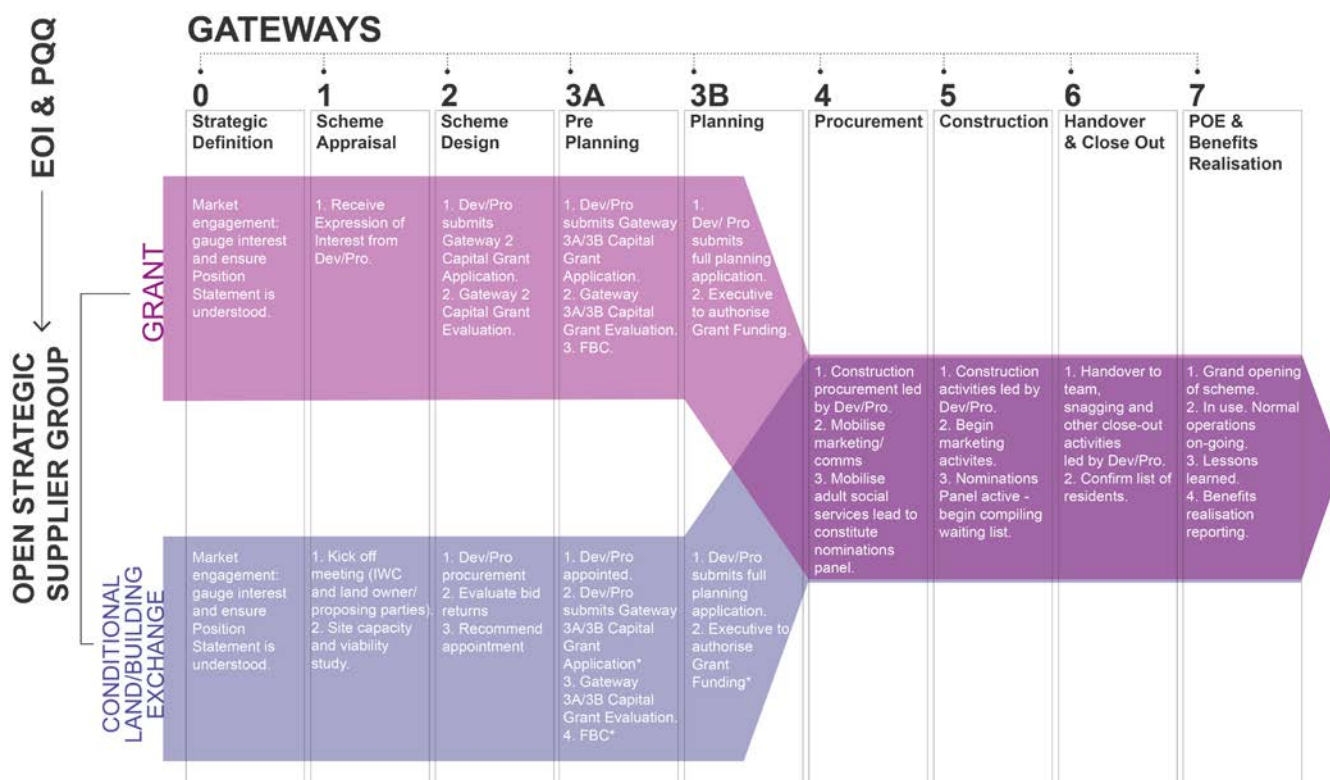 GATEWAYS
EOI & PQQ
OPEN STRATEGIC
SUPPLIER GROUP
0
Strategic
Definition
1
Scheme
Appraisal
2
Scheme
Design
3A
Pre
Planning
3B
Planning
4
Procurement
5
Construction
6
Handover
& Close Out
7
POE &
Benefits
Realisation
GRANT
Market
engagement:
gauge interest
and ensure
Position
Statement is
understood.
1. Receive
Expression of
Interest from
Dev/Pro.
1. Dev/Pro
submits
Gateway 2
Capital Grant
Application.
2. Gateway 2
Capital Grant
Evaluation.
1. Dev/Pro
submits Gateway
3A/3B Capital
Grant
Application.
2. Gateway
3A/3B Capital
Grant Evaluation.
3. FBC.
1.
Dev/ Pro
submits
full planning
application.
2. Executive
to authorise
Grant Funding.
CONDITIONAL
LAND/BUILDING
EXCHANGE
Market
engagement:
gauge interest
and ensure
Position
Statement is
understood.
1. Kick off
meeting (IWC
and land owner/
proposing parties).
2. Site capacity
and viability
study.
1. Dev/Pro
procurement
2. Evaluate bid
returns
3. Recommend
appointment
1. Dev/Pro
appointed.
2. Dev/Pro
submits Gateway
3A/3B Capital
Grant
Application*
3. Gateway
3A/3B Capital
Grant Evaluation.
4. FBC*
1. Dev/Pro
submits full
planning
application.
2. Executive to
authorise
Grant
Funding*
1. Construction
procurement led
by Dev/Pro.
2. Mobilise
marketing/
comms
3. Mobilise
adult social
services lead to
constitute
nominations
panel.
1. Construction
activities led by
Dev/Pro.
2. Begin
marketing
activites.
3. Nominations
Panel active -
begin compiling
waiting list.
1. Handover to
team,
snagging and
other close-out
activities
led by Dev/Pro.
2. Confirm list of
residents.
1. Grand opening
of scheme.
2. In use. Normal
operations
on-going.
3. Lessons
learned.
4. Benefits
realisation
reporting.